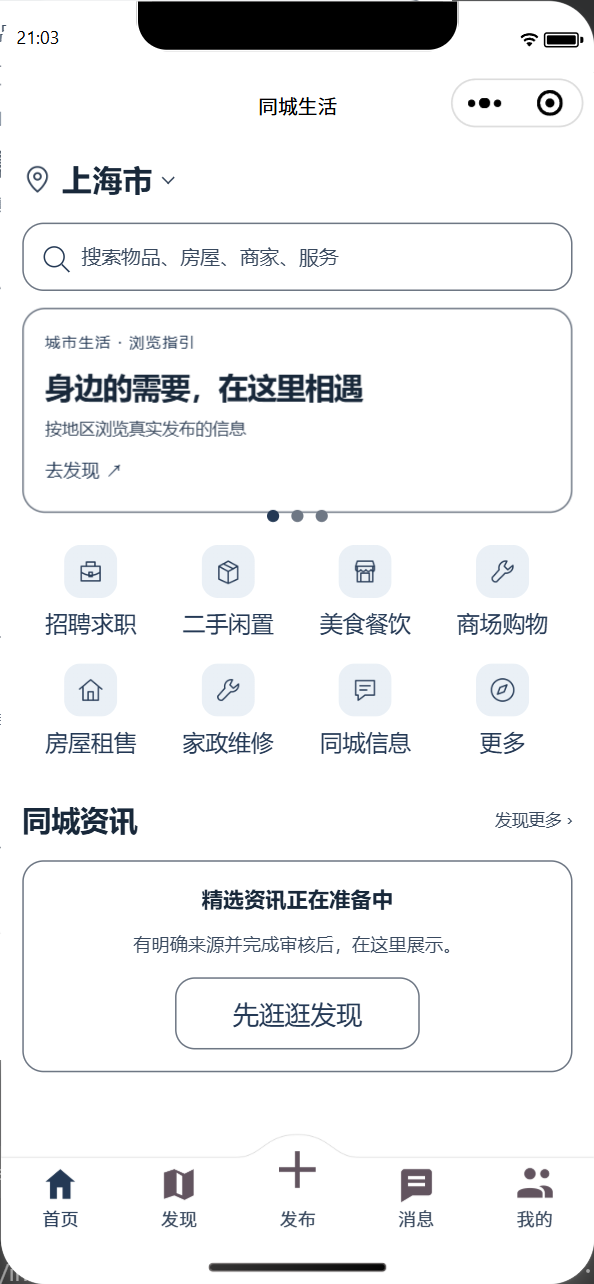 21:03
同城生活
上海市
搜索物品、房屋、商家、服务
城市生活 · 浏览指引
身边的需要，在这里相遇
按地区浏览真实发布的信息
去发现 ↗
招聘求职 二手闲置 美食餐饮 商场购物
房屋租售 家政维修 同城信息 更多
同城资讯 发现更多 ›
精选资讯正在准备中
有明确来源并完成审核后，在这里展示。
先逛逛发现
首页 发现 发布 消息 我的